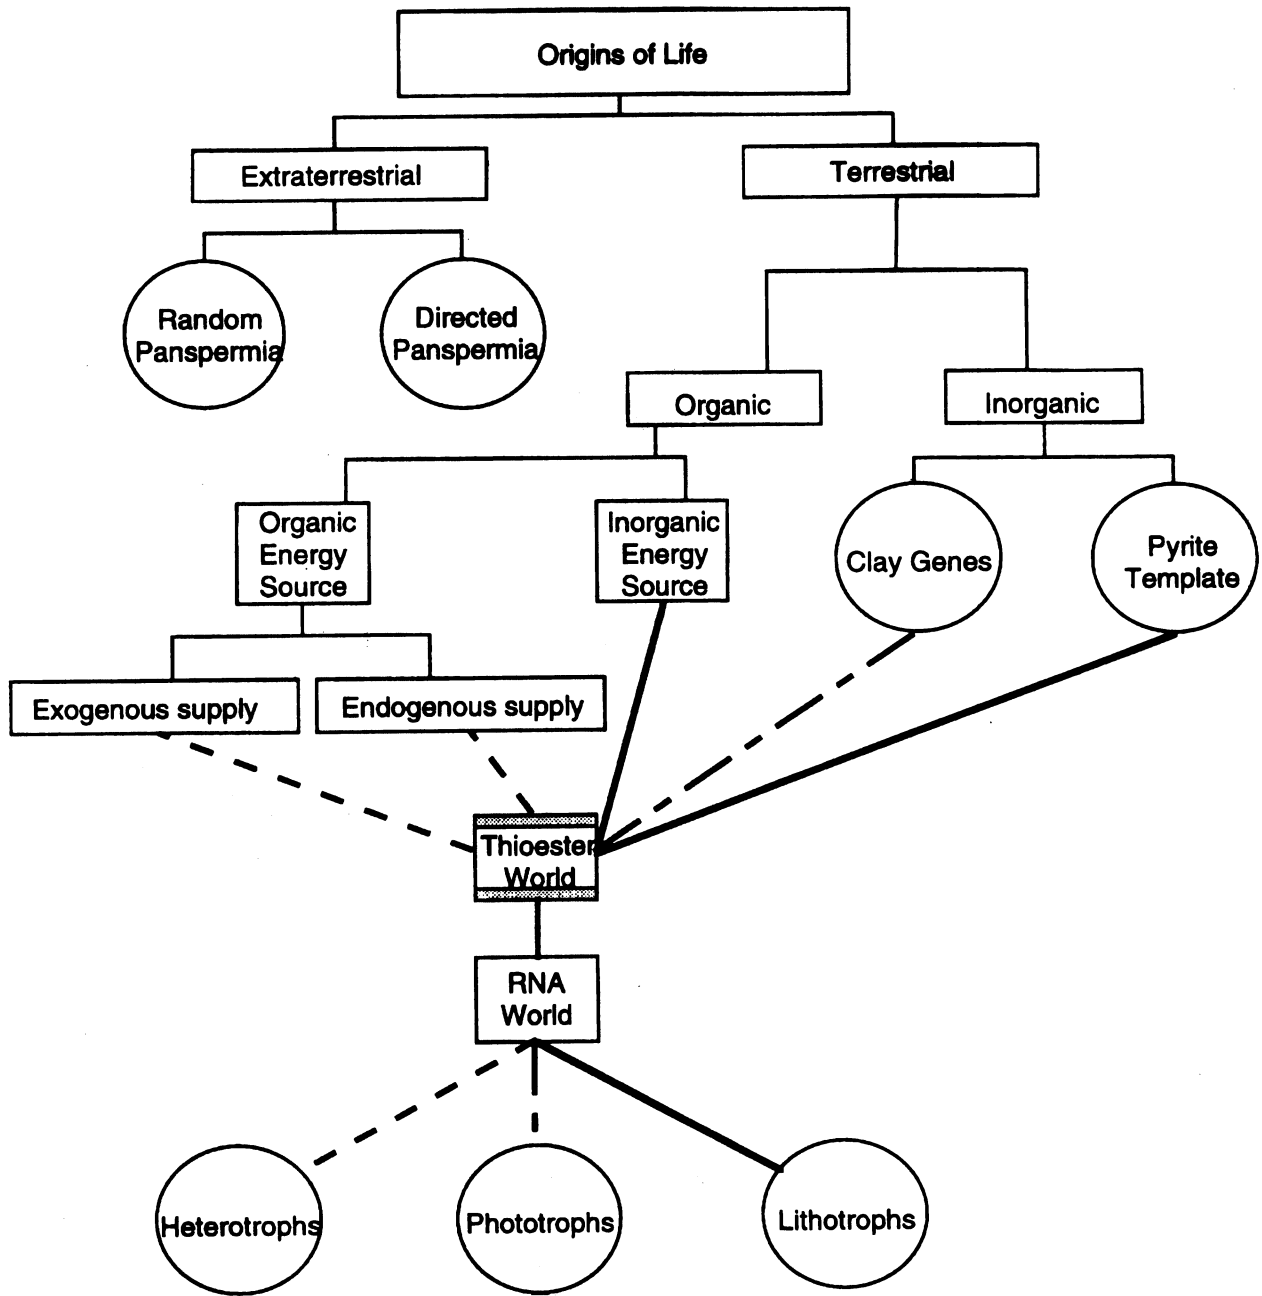 Origins of Life
Extraterrestrial
Terrestrial
Random
Panspermia
Directed
Panspermia
Organic
Inorganic
Organic
Energy
Source
Inorganic
Energy
Source
Clay Genes
Pyrite
Template
Exogenous supply
Endogenous supply
Thioester
World
RNA
World
Heterotrophs
Phototrophs
Lithotrophs